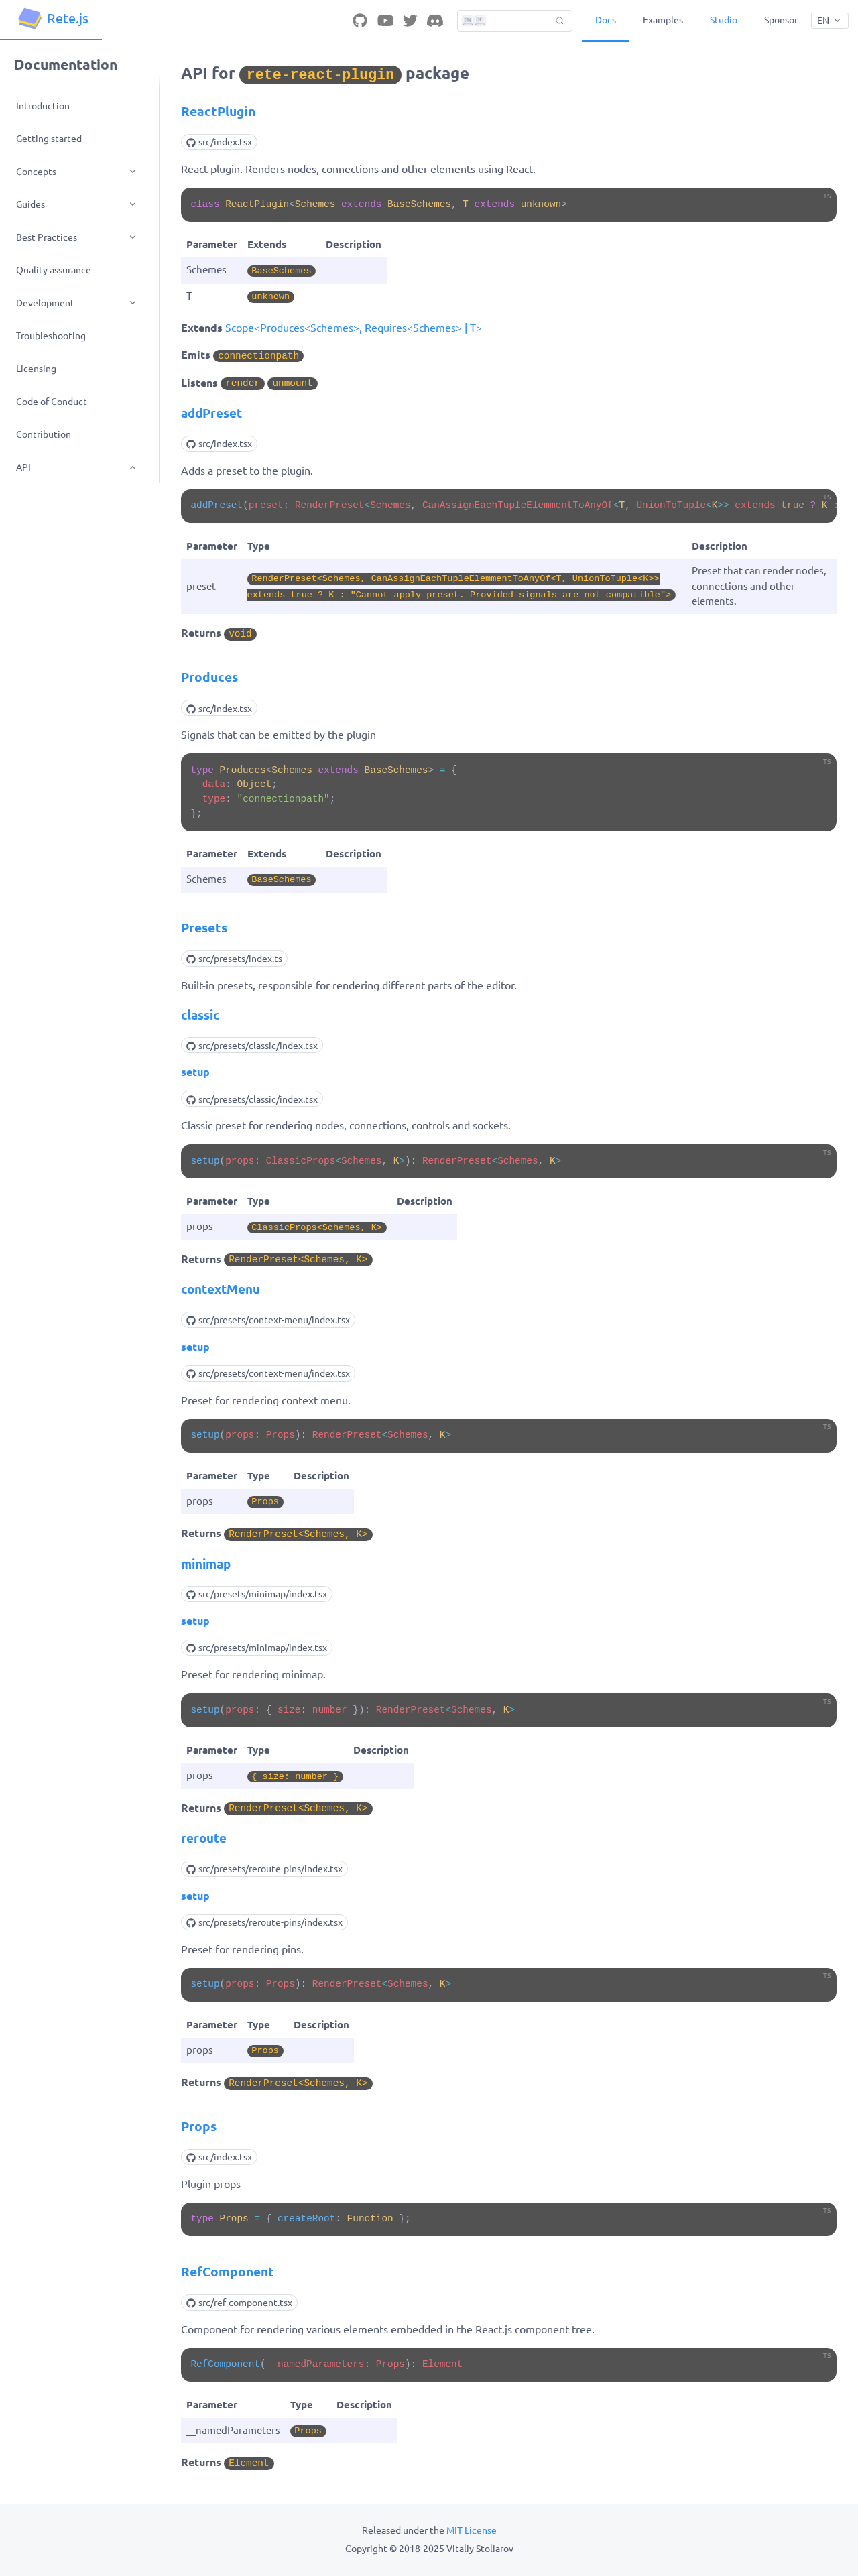 Rete.js
Docs
Examples
Studio
Sponsor
EN
Documentation
Introduction
Getting started
Concepts
Guides
Best Practices
Quality assurance
Development
Troubleshooting
Licensing
Code of Conduct
Contribution
API
API for rete-react-plugin package
ReactPlugin
src/index.tsx
React plugin. Renders nodes, connections and other elements using React.
TS
class ReactPlugin<Schemes extends BaseSchemes, T extends unknown>
Parameter Extends Description
Schemes BaseSchemes
T unknown
Extends Scope<Produces<Schemes>, Requires<Schemes> | T>
Emits connectionpath
Listens render unmount
addPreset
src/index.tsx
Adds a preset to the plugin.
TS
addPreset(preset: RenderPreset<Schemes, CanAssignEachTupleElemmentToAnyOf<T, UnionToTuple<K>> extends true ? K :
Parameter Type Description
preset RenderPreset<Schemes, CanAssignEachTupleElemmentToAnyOf<T, UnionToTuple<K>> extends true ? K : "Cannot apply preset. Provided signals are not compatible"> Preset that can render nodes, connections and other elements.
Returns void
Produces
src/index.tsx
Signals that can be emitted by the plugin
TS
type Produces<Schemes extends BaseSchemes> = {
data: Object;
type: "connectionpath";
};
Parameter Extends Description
Schemes BaseSchemes
Presets
src/presets/index.ts
Built-in presets, responsible for rendering different parts of the editor.
classic
src/presets/classic/index.tsx
setup
src/presets/classic/index.tsx
Classic preset for rendering nodes, connections, controls and sockets.
TS
setup(props: ClassicProps<Schemes, K>): RenderPreset<Schemes, K>
Parameter Type Description
props ClassicProps<Schemes, K>
Returns RenderPreset<Schemes, K>
contextMenu
src/presets/context-menu/index.tsx
setup
src/presets/context-menu/index.tsx
Preset for rendering context menu.
TS
setup(props: Props): RenderPreset<Schemes, K>
Parameter Type Description
props Props
Returns RenderPreset<Schemes, K>
minimap
src/presets/minimap/index.tsx
setup
src/presets/minimap/index.tsx
Preset for rendering minimap.
TS
setup(props: { size: number }): RenderPreset<Schemes, K>
Parameter Type Description
props { size: number }
Returns RenderPreset<Schemes, K>
reroute
src/presets/reroute-pins/index.tsx
setup
src/presets/reroute-pins/index.tsx
Preset for rendering pins.
TS
setup(props: Props): RenderPreset<Schemes, K>
Parameter Type Description
props Props
Returns RenderPreset<Schemes, K>
Props
src/index.tsx
Plugin props
TS
type Props = { createRoot: Function };
RefComponent
src/ref-component.tsx
Component for rendering various elements embedded in the React.js component tree.
TS
RefComponent(__namedParameters: Props): Element
Parameter Type Description
__namedParameters Props
Returns Element
Released under the MIT License
Copyright © 2018-2025 Vitaliy Stoliarov